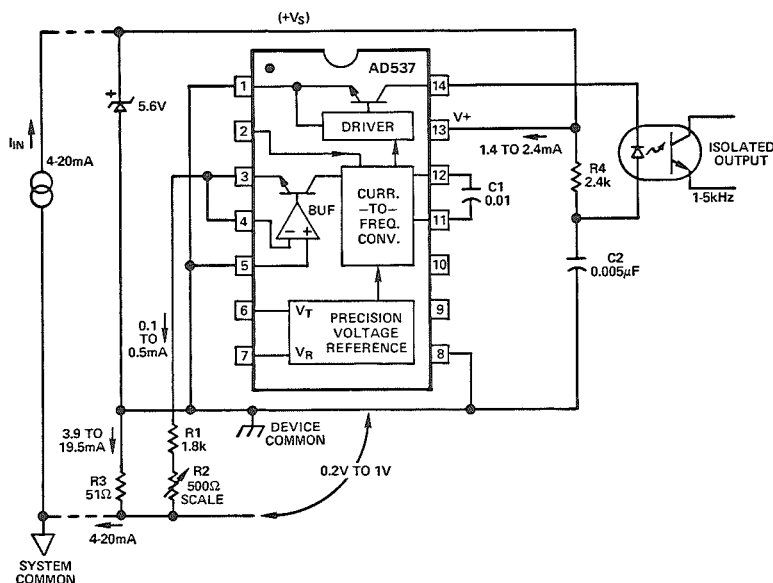 (+VS)
AD537
1
2
3
4
5
6
7
14
13
12
11
10
9
8
DRIVER
V+
1.4 TO 2.4mA
5.6V
IIN
4-20mA
BUF
CURR.
–TO–
FREQ.
CONV.
C1
0.01
R4
2.4k
ISOLATED
OUTPUT
1-5kHz
C2
0.005μF
VT
VR
PRECISION
VOLTAGE
REFERENCE
0.1
TO
0.5mA
3.9 TO
19.5mA
R1
1.8k
R2
500Ω
SCALE
R3
51Ω
DEVICE
COMMON
0.2V TO 1V
4-20mA
SYSTEM
COMMON
+
–
+